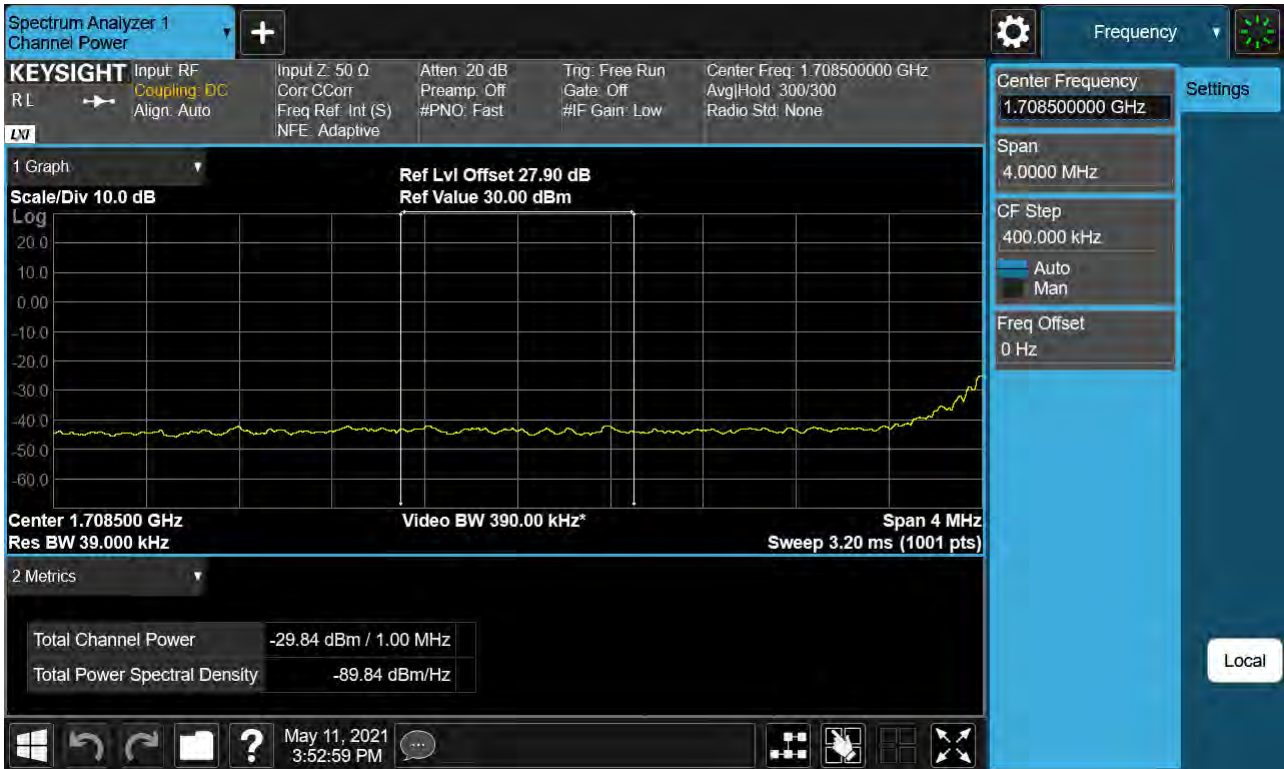 Spectrum Analyzer 1
Channel Power
Frequency
KEYSIGHT
R L
LXI
Input: RF
Coupling: DC
Align: Auto
Input Z: 50 Ω
Corr CCorr
Freq Ref: Int (S)
NFE: Adaptive
Atten: 20 dB
Preamp: Off
#PNO: Fast
Trig: Free Run
Gate: Off
#IF Gain: Low
Center Freq: 1.708500000 GHz
Avg|Hold: 300/300
Radio Std: None
Center Frequency
1.708500000 GHz
Settings
Span
4.0000 MHz
CF Step
400.000 kHz
Auto
Man
Freq Offset
0 Hz
1 Graph
Scale/Div 10.0 dB
Ref Lvl Offset 27.90 dB
Ref Value 30.00 dBm
Log
20.0
10.0
0.00
-10.0
-20.0
-30.0
-40.0
-50.0
-60.0
Center 1.708500 GHz
Res BW 39.000 kHz
Video BW 390.00 kHz*
Span 4 MHz
Sweep 3.20 ms (1001 pts)
2 Metrics
Total Channel Power -29.84 dBm / 1.00 MHz
Total Power Spectral Density -89.84 dBm/Hz
Local
?
May 11, 2021
3:52:59 PM